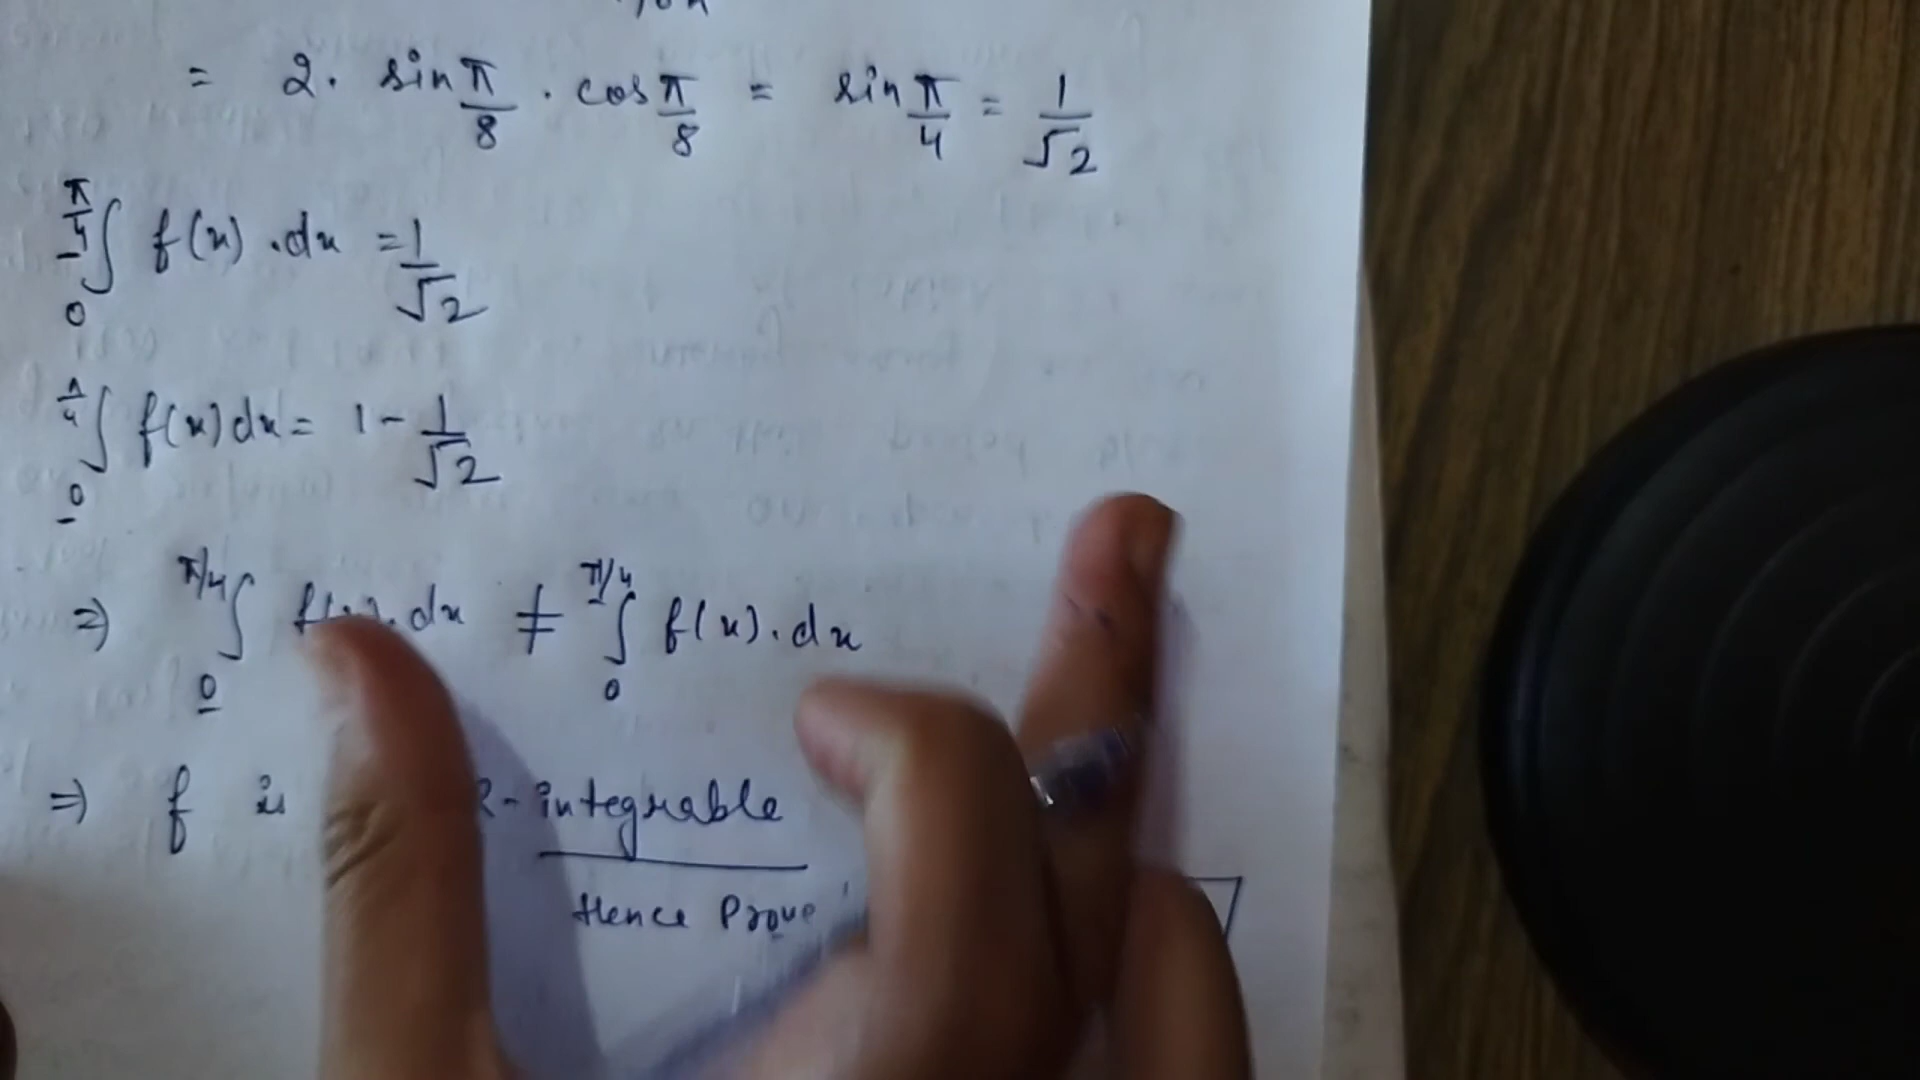 = 2. sin π/8 . cos π/8 = sin π/4 = 1/√2
∫ f(x) .dx = 1/√2
π/4
0
∫ f(x) dx = 1 - 1/√2
π/4
0
⇒ π/4 ∫ 0 f(x).dx ≠ π/4 ∫ 0 f(x).dx
⇒ f is R-integrable
Hence Prove